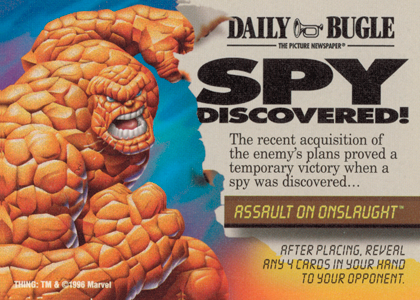 DAILY BUGLE
THE PICTURE NEWSPAPER®
SPY
DISCOVERED!
The recent acquisition of
the enemy's plans proved a
temporary victory when a
spy was discovered...
ASSAULT ON ONSLAUGHT™
AFTER PLACING, REVEAL
ANY 4 CARDS IN YOUR HAND
TO YOUR OPPONENT.
THING: TM & ©1996 Marvel